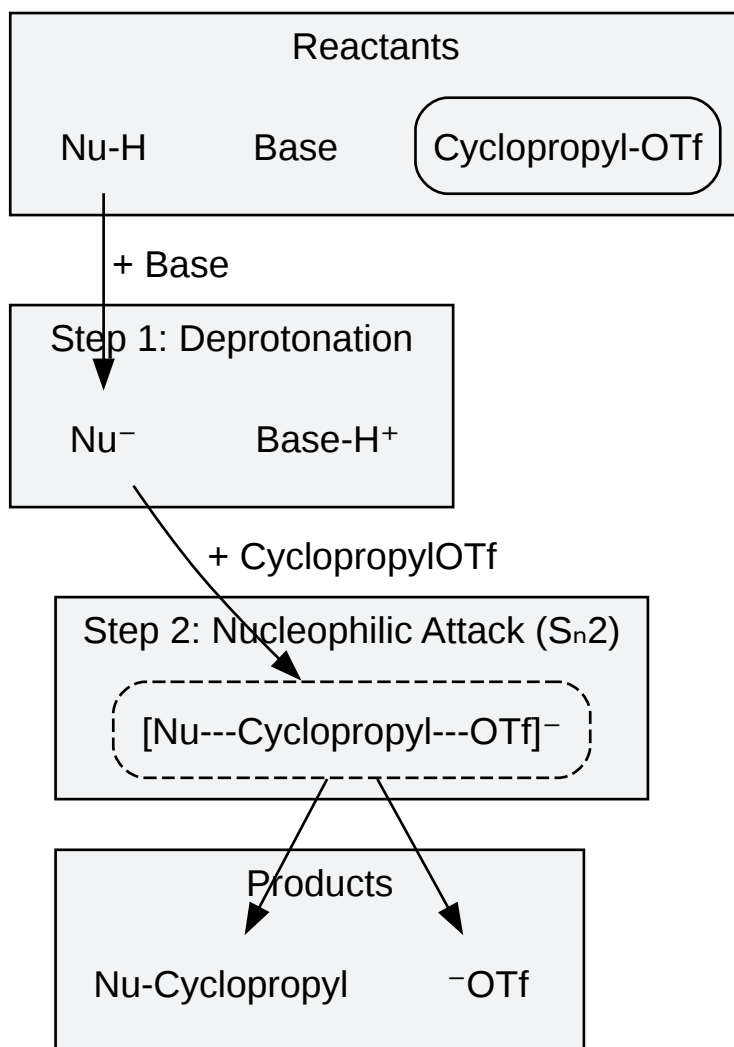 Reactants
Nu-H Base Cyclopropyl-OTf
+ Base
Step 1: Deprotonation
Nu⁻ Base-H⁺
+ CyclopropylOTf
Step 2: Nucleophilic Attack (Sₙ2)
[Nu---Cyclopropyl---OTf]⁻
Products
Nu-Cyclopropyl ⁻OTf